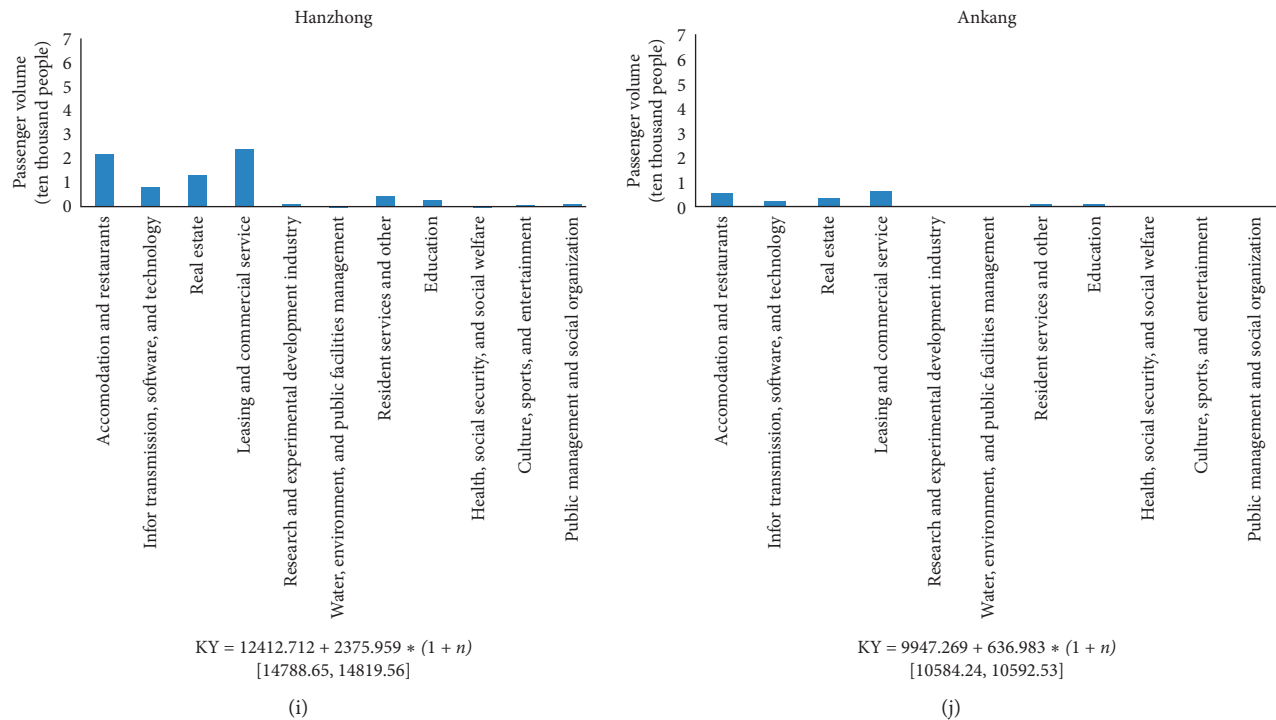 Hanzhong
Passenger volume
(ten thousand people)
7
6
5
4
3
2
1
0
Accomodation and restaurants
Infor transmission, software, and technology
Real estate
Leasing and commercial service
Research and experimental development industry
Water, environment, and public facilities management
Resident services and other
Education
Health, social security, and social welfare
Culture, sports, and entertainment
Public management and social organization
KY = 12412.712 + 2375.959 * (1 + n)
[14788.65, 14819.56]
(i)
Ankang
Passenger volume
(ten thousand people)
7
6
5
4
3
2
1
0
Accomodation and restaurants
Infor transmission, software, and technology
Real estate
Leasing and commercial service
Research and experimental development industry
Water, environment, and public facilities management
Resident services and other
Education
Health, social security, and social welfare
Culture, sports, and entertainment
Public management and social organization
KY = 9947.269 + 636.983 * (1 + n)
[10584.24, 10592.53]
(j)